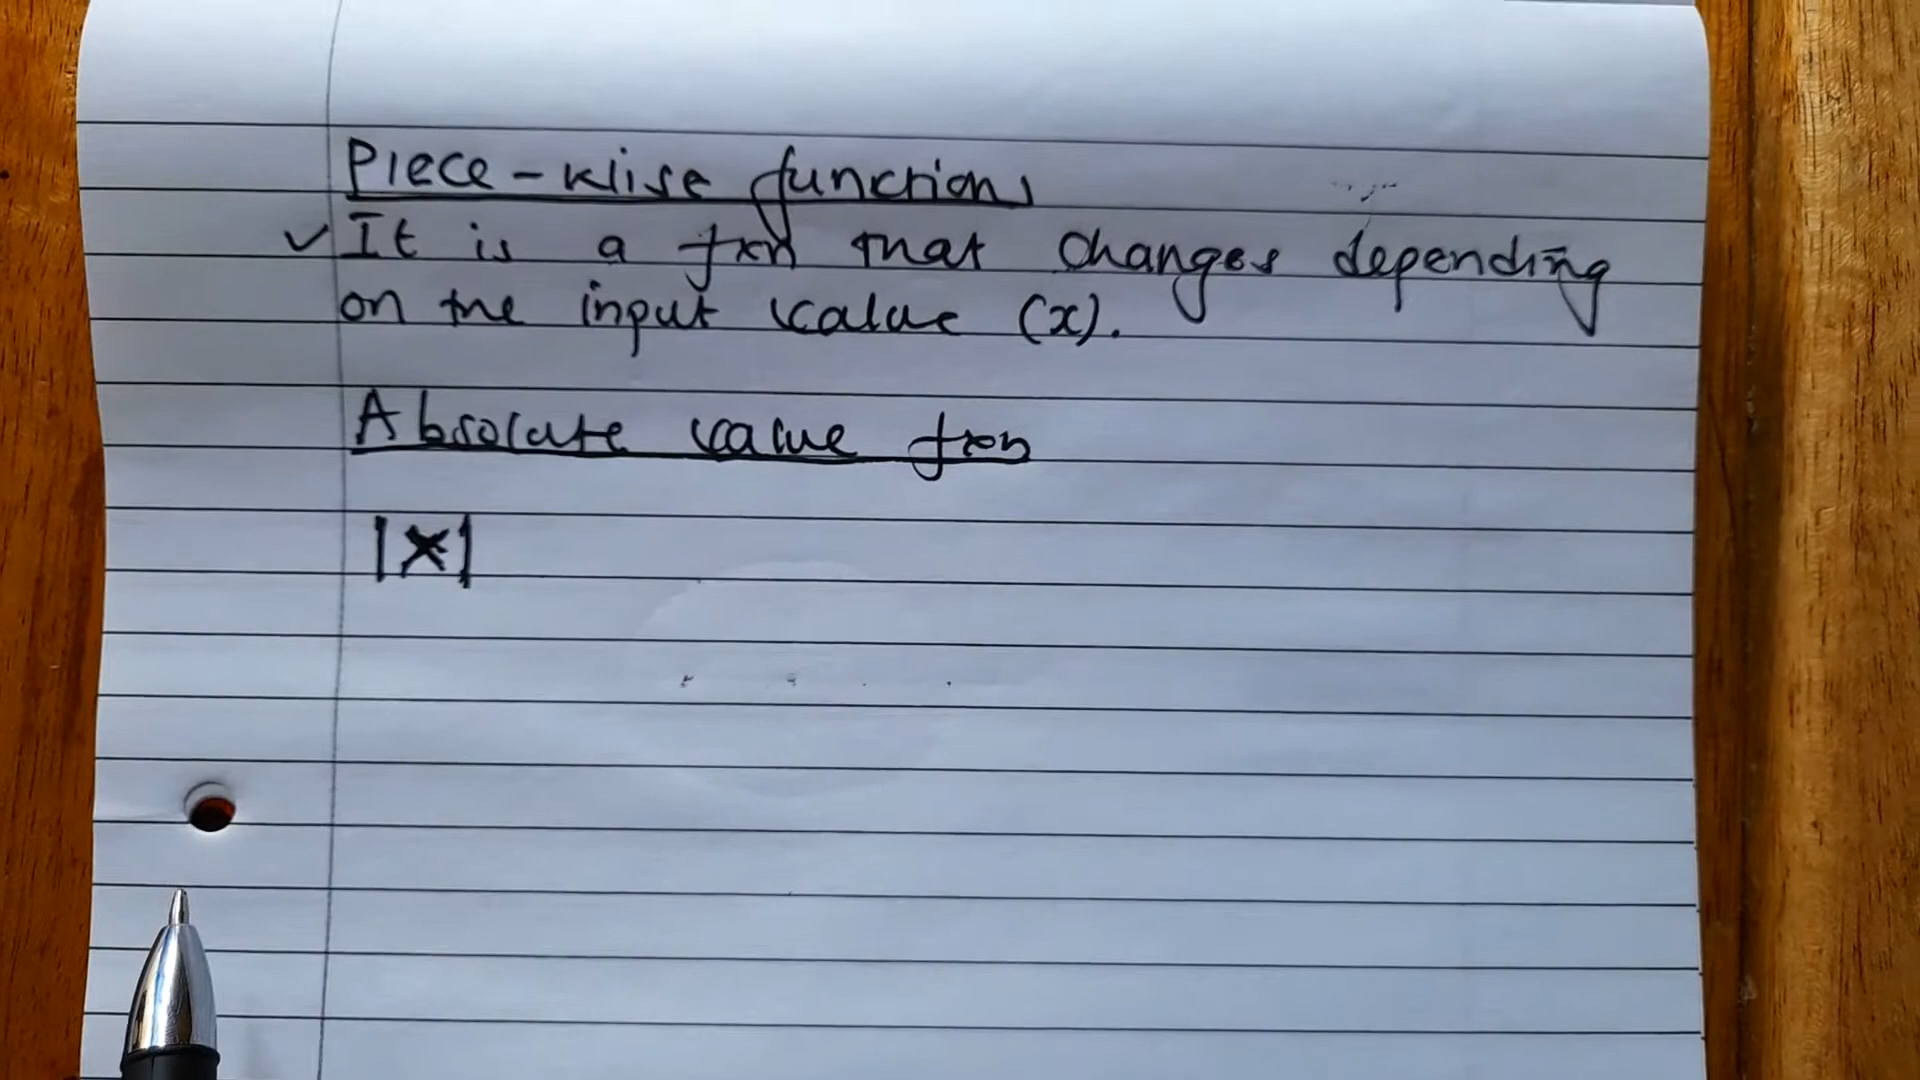 Piece-wise functions
✓ It is a fxn that changes depending
on the input value (x).
Absolute value fxn
|x|